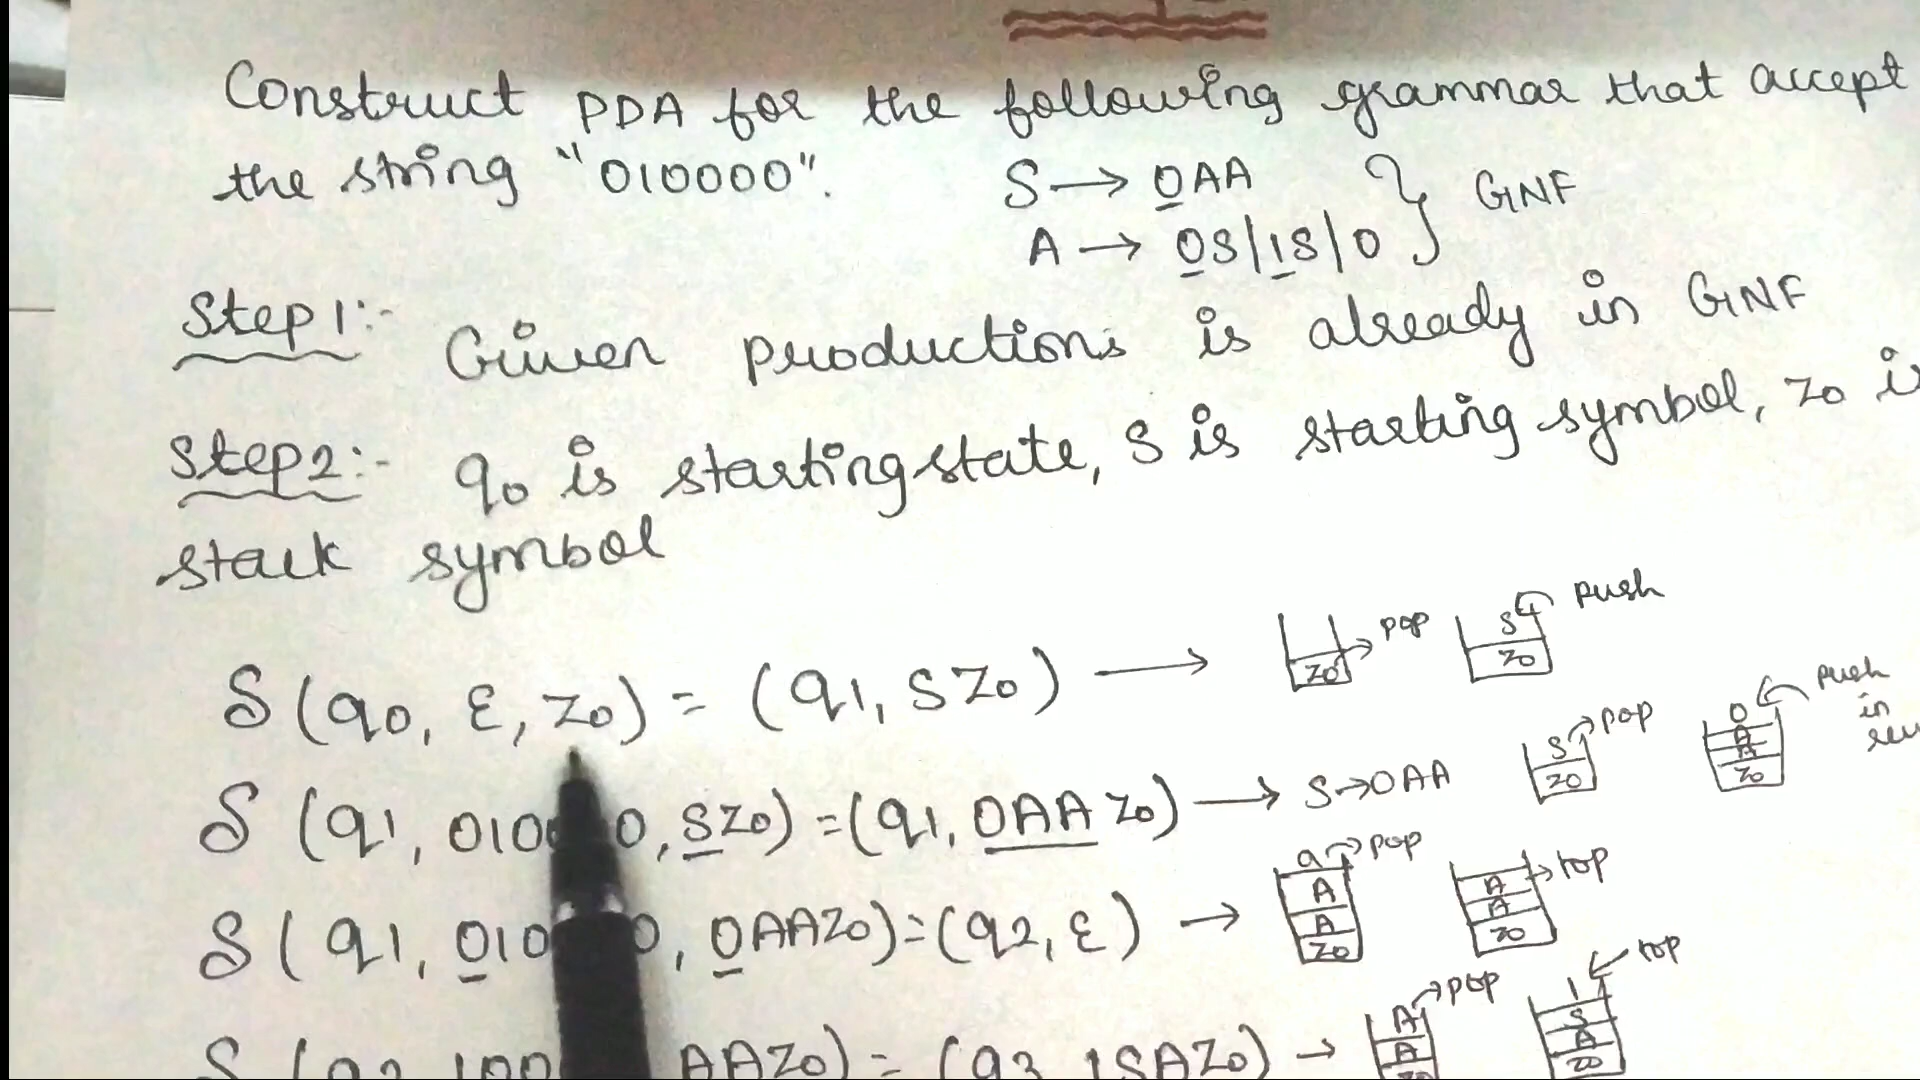 Construct PDA for the following grammar that accept
the string "010000".
S → 0AA } GNF
A → 0S|1S|0
Step 1:- Given productions is already in GNF
Step 2:- q0 is starting state, S is starting symbol, Z0 i
stack symbol
δ(q0, ε, Z0) = (q1, SZ0) → Z0 → pop S Z0 push
δ(q1, 010 0, SZ0) = (q1, 0AAZ0) → S→0AA S Z0 pop 0 A A Z0 push in
δ(q1, 010 0, 0AAZ0) = (q2, ε) → A A Z0 → pop A A Z0 → top
δ(q2, 100 AAZ0) = (q3, 1SAZ0) → A A Z0 → pop 1 S A Z0 top